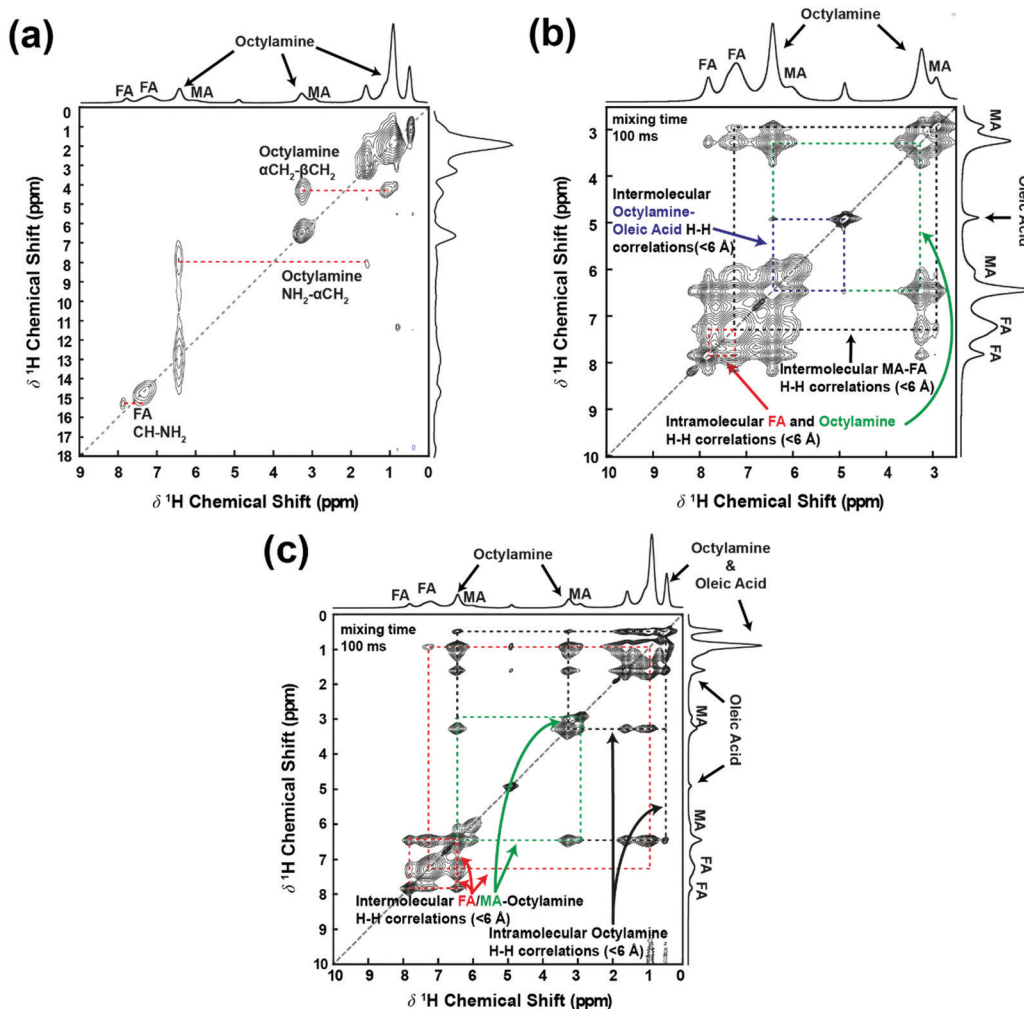 (a)
Octylamine
FA
FA
MA
MA
0
1
2
3
4
5
6
7
8
9
10
11
12
13
14
15
16
17
18
δ ¹H Chemical Shift (ppm)
Octylamine
αCH₂-βCH₂
Octylamine
NH₂-αCH₂
FA
CH-NH₂
9
8
7
6
5
4
3
2
1
0
δ ¹H Chemical Shift (ppm)
(b)
Octylamine
FA
FA
MA
MA
mixing time
100 ms
3
4
5
6
7
8
9
10
δ ¹H Chemical Shift (ppm)
Intermolecular
Octylamine-
Oleic Acid H-H
correlations(<6 Å)
Intermolecular MA-FA
H-H correlations (<6 Å)
Intramolecular FA and Octylamine
H-H correlations (<6 Å)
MA
Oleic Acid
MA
FA
FA
10
9
8
7
6
5
4
3
δ ¹H Chemical Shift (ppm)
(c)
Octylamine
Octylamine
&
Oleic Acid
FA
FA
MA
MA
mixing time
100 ms
0
1
2
3
4
5
6
7
8
9
10
δ ¹H Chemical Shift (ppm)
Oleic Acid
MA
MA
FA
FA
Intermolecular FA/MA-Octylamine
H-H correlations (<6 Å)
Intramolecular Octylamine
H-H correlations (<6 Å)
10
9
8
7
6
5
4
3
2
1
0
δ ¹H Chemical Shift (ppm)